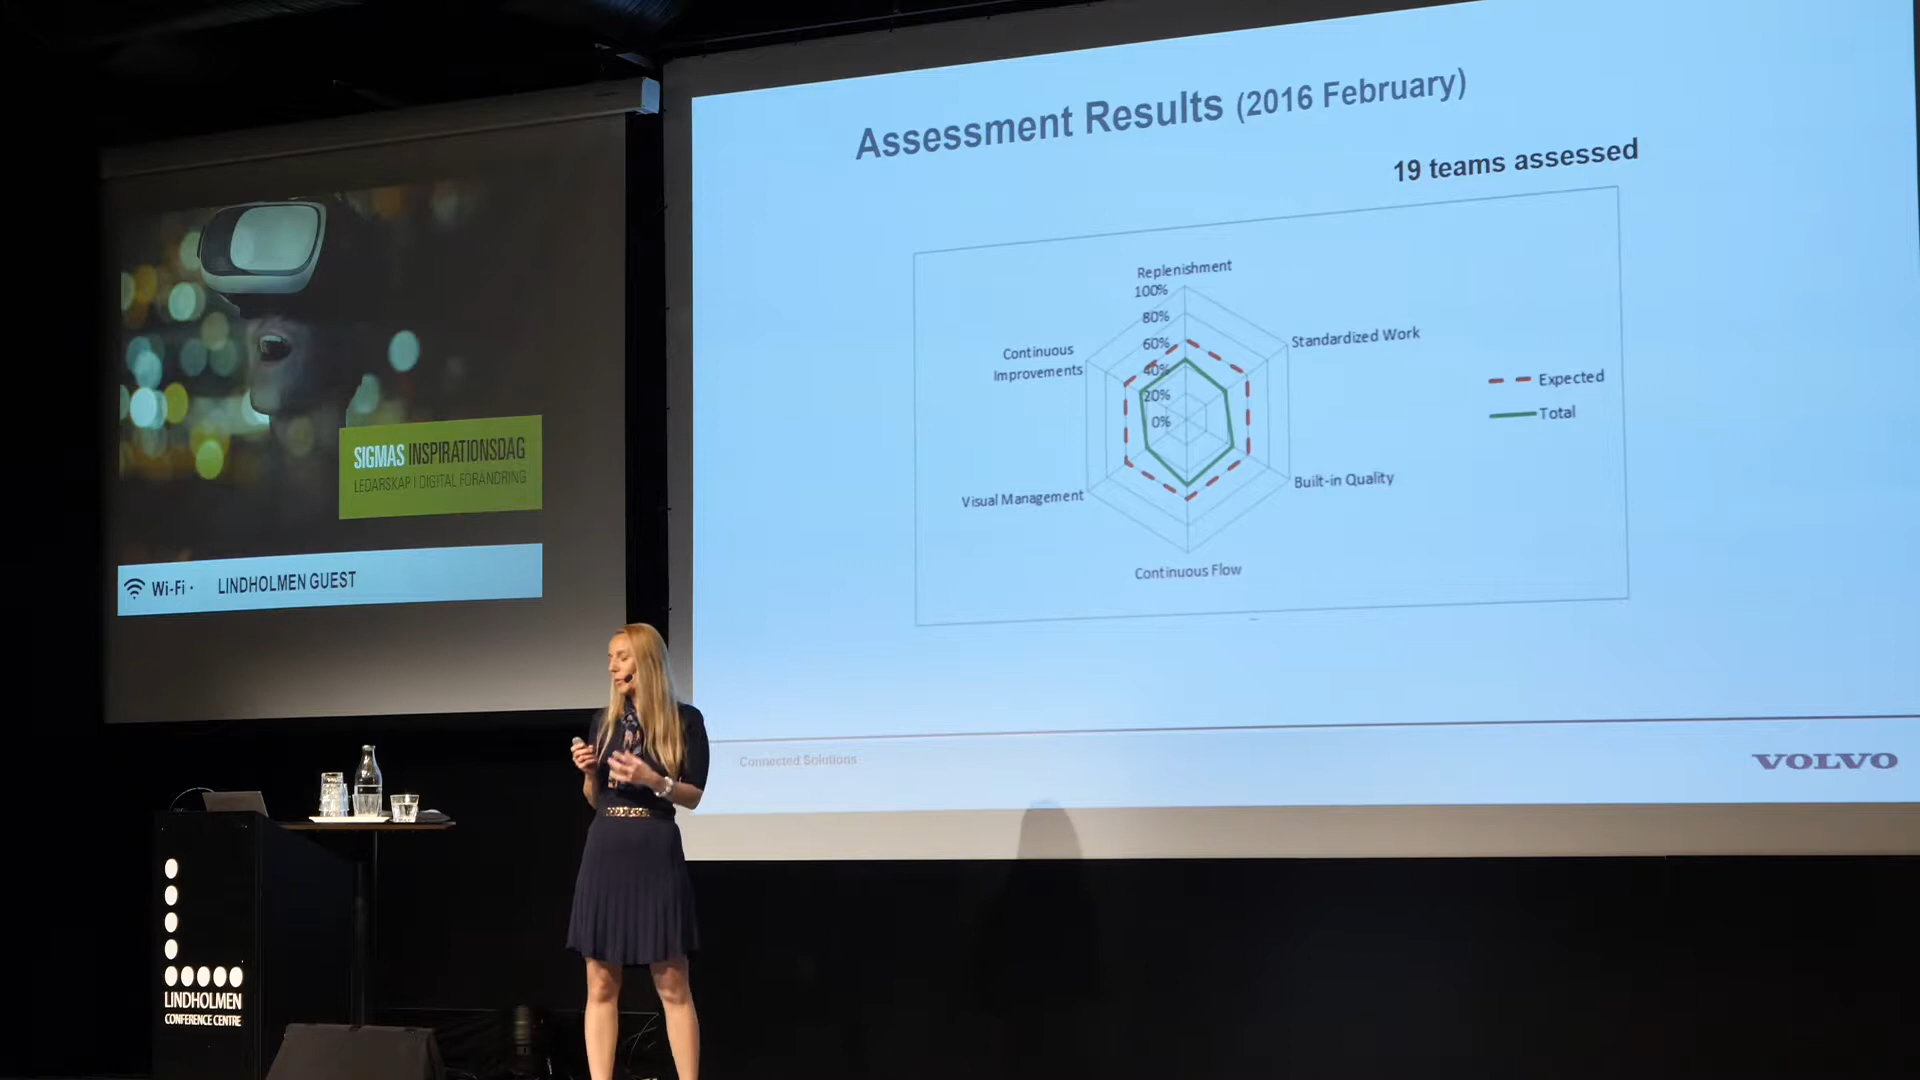 SIGMAS INSPIRATIONSDAG
LEDARSKAP I DIGITAL FÖRÄNDRING
Wi-Fi · LINDHOLMEN GUEST
LINDHOLMEN
CONFERENCE CENTRE
Assessment Results (2016 February)
19 teams assessed
Replenishment
100%
80%
60%
40%
20%
0%
Standardized Work
Built-in Quality
Continuous Flow
Visual Management
Continuous
Improvements
Expected
Total
Connected Solutions
VOLVO